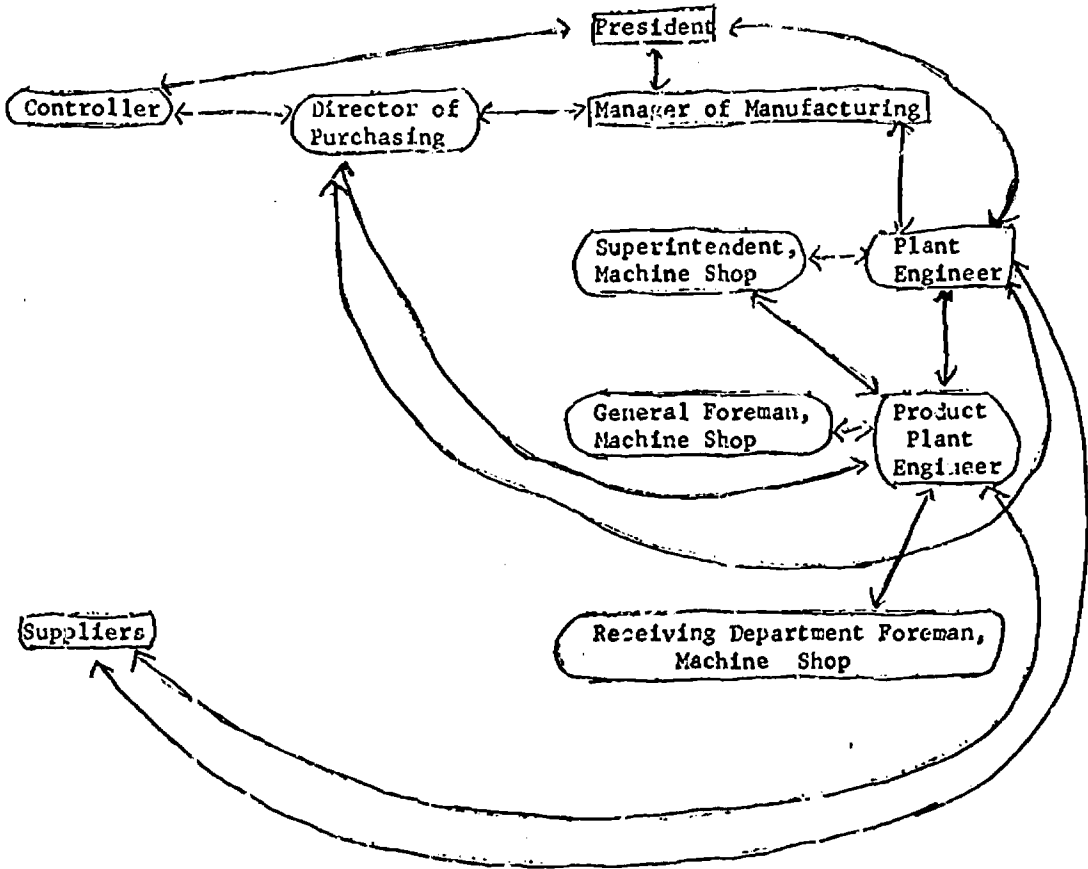 President
Controller
Director of
Purchasing
Manager of Manufacturing
Superintendent,
Machine Shop
Plant
Engineer
General Foreman,
Machine Shop
Product
Plant
Engineer
Suppliers
Receiving Department Foreman,
Machine Shop